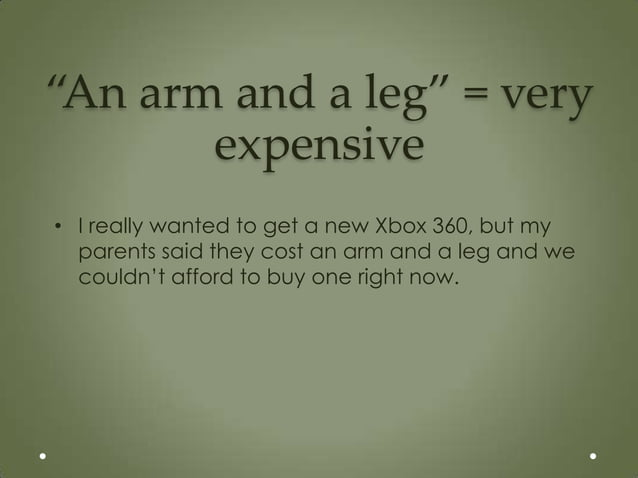 “An arm and a leg” = very
expensive
• I really wanted to get a new Xbox 360, but my
parents said they cost an arm and a leg and we
couldn’t afford to buy one right now.